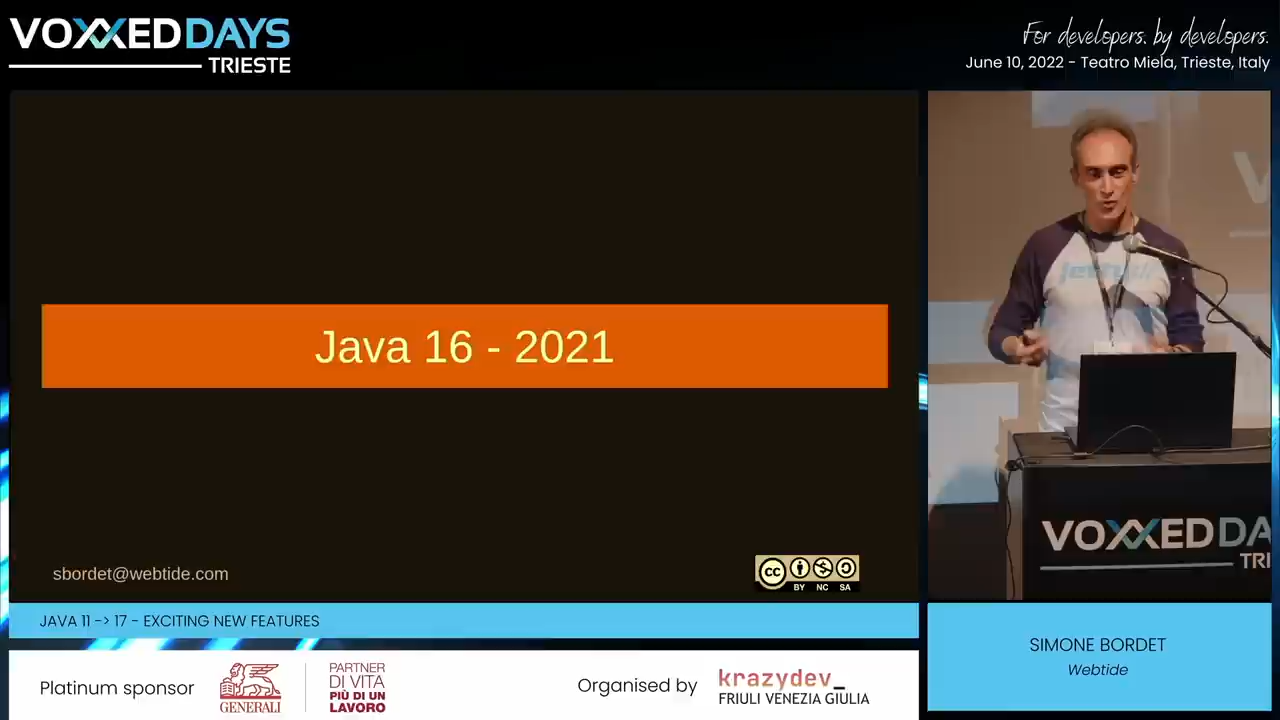 VOXXEDDAYS
TRIESTE
For developers. by developers.
June 10, 2022 - Teatro Miela, Trieste, Italy
Java 16 - 2021
sbordet@webtide.com
cc
BY NC SA
JAVA 11 -> 17 - EXCITING NEW FEATURES
VOXXEDDA
TRI
SIMONE BORDET
Webtide
Platinum sponsor
GENERALI
PARTNER
DI VITA
PIÙ DI UN
LAVORO
Organised by
krazydev_
FRIULI VENEZIA GIULIA